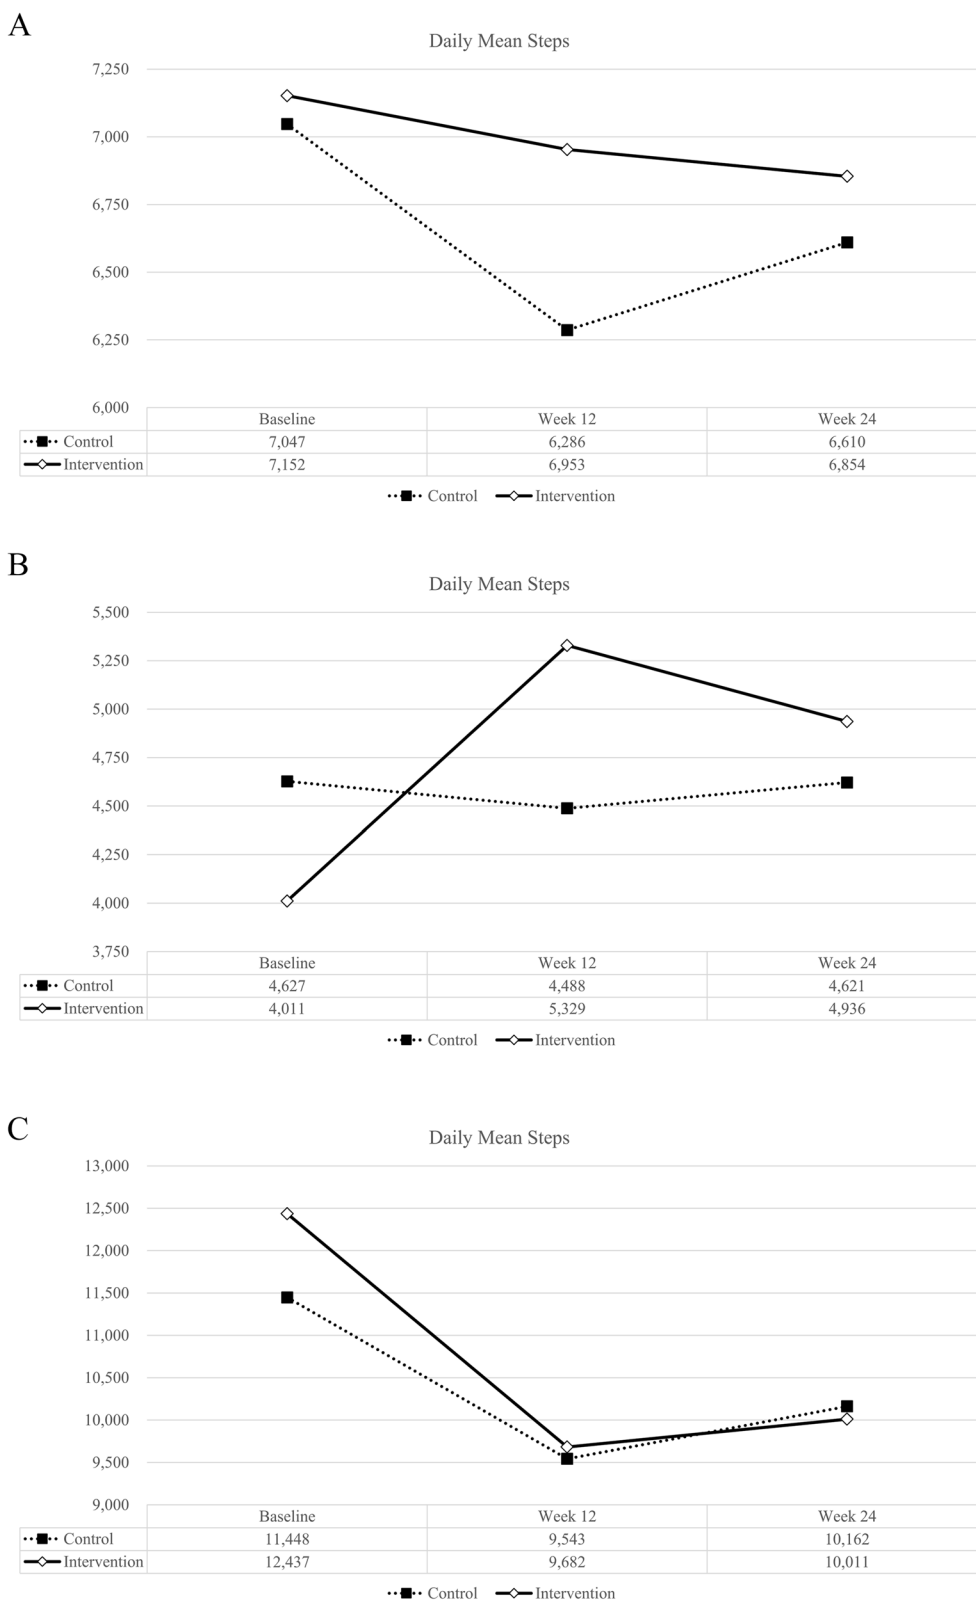 A
Daily Mean Steps
7,250
7,000
6,750
6,500
6,250
6,000
Baseline Week 12 Week 24
Control 7,047 6,286 6,610
Intervention 7,152 6,953 6,854
Control Intervention
B
Daily Mean Steps
5,500
5,250
5,000
4,750
4,500
4,250
4,000
3,750
Baseline Week 12 Week 24
Control 4,627 4,488 4,621
Intervention 4,011 5,329 4,936
Control Intervention
C
Daily Mean Steps
13,000
12,500
12,000
11,500
11,000
10,500
10,000
9,500
9,000
Baseline Week 12 Week 24
Control 11,448 9,543 10,162
Intervention 12,437 9,682 10,011
Control Intervention